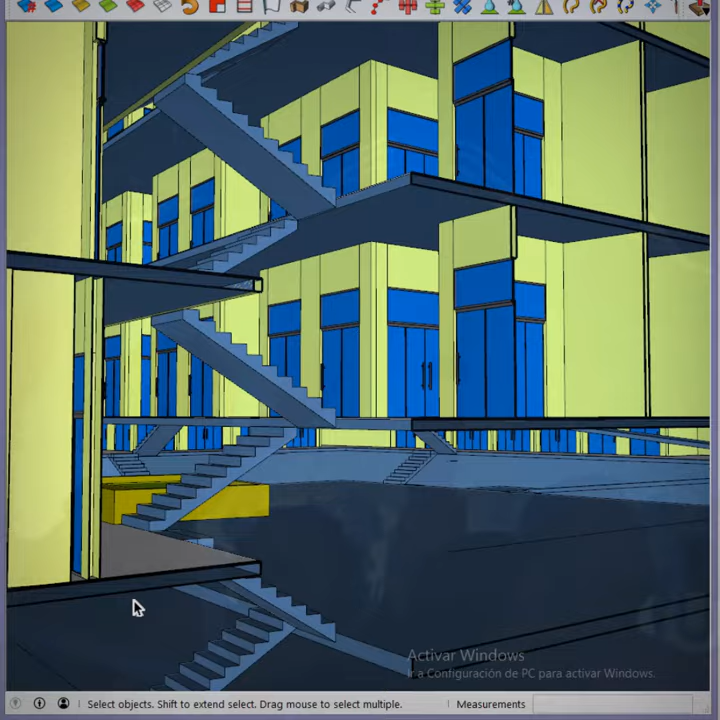 Activar Windows
Ir a Configuración de PC para activar Windows.
Select objects. Shift to extend select. Drag mouse to select multiple.
Measurements